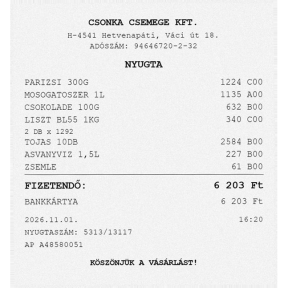 CSONKA CSEMEGE KFT.
H-4541 Hetvenapáti, Váci út 18.
ADÓSZÁM: 94646720-2-32
NYUGTA
PARIZSI 300G 1224 C00
MOSOGATOSZER 1L 1135 A00
CSOKOLADE 100G 632 B00
LISZT BL55 1KG 340 C00
2 DB x 1292
TOJAS 10DB 2584 B00
ASVANYVIZ 1,5L 227 B00
ZSEMLE 61 B00
FIZETENDŐ: 6 203 Ft
BANKKÁRTYA 6 203 Ft
2026.11.01. 16:20
NYUGTASZÁM: 5313/13117
AP A48580051
KÖSZÖNJÜK A VÁSÁRLÁST!